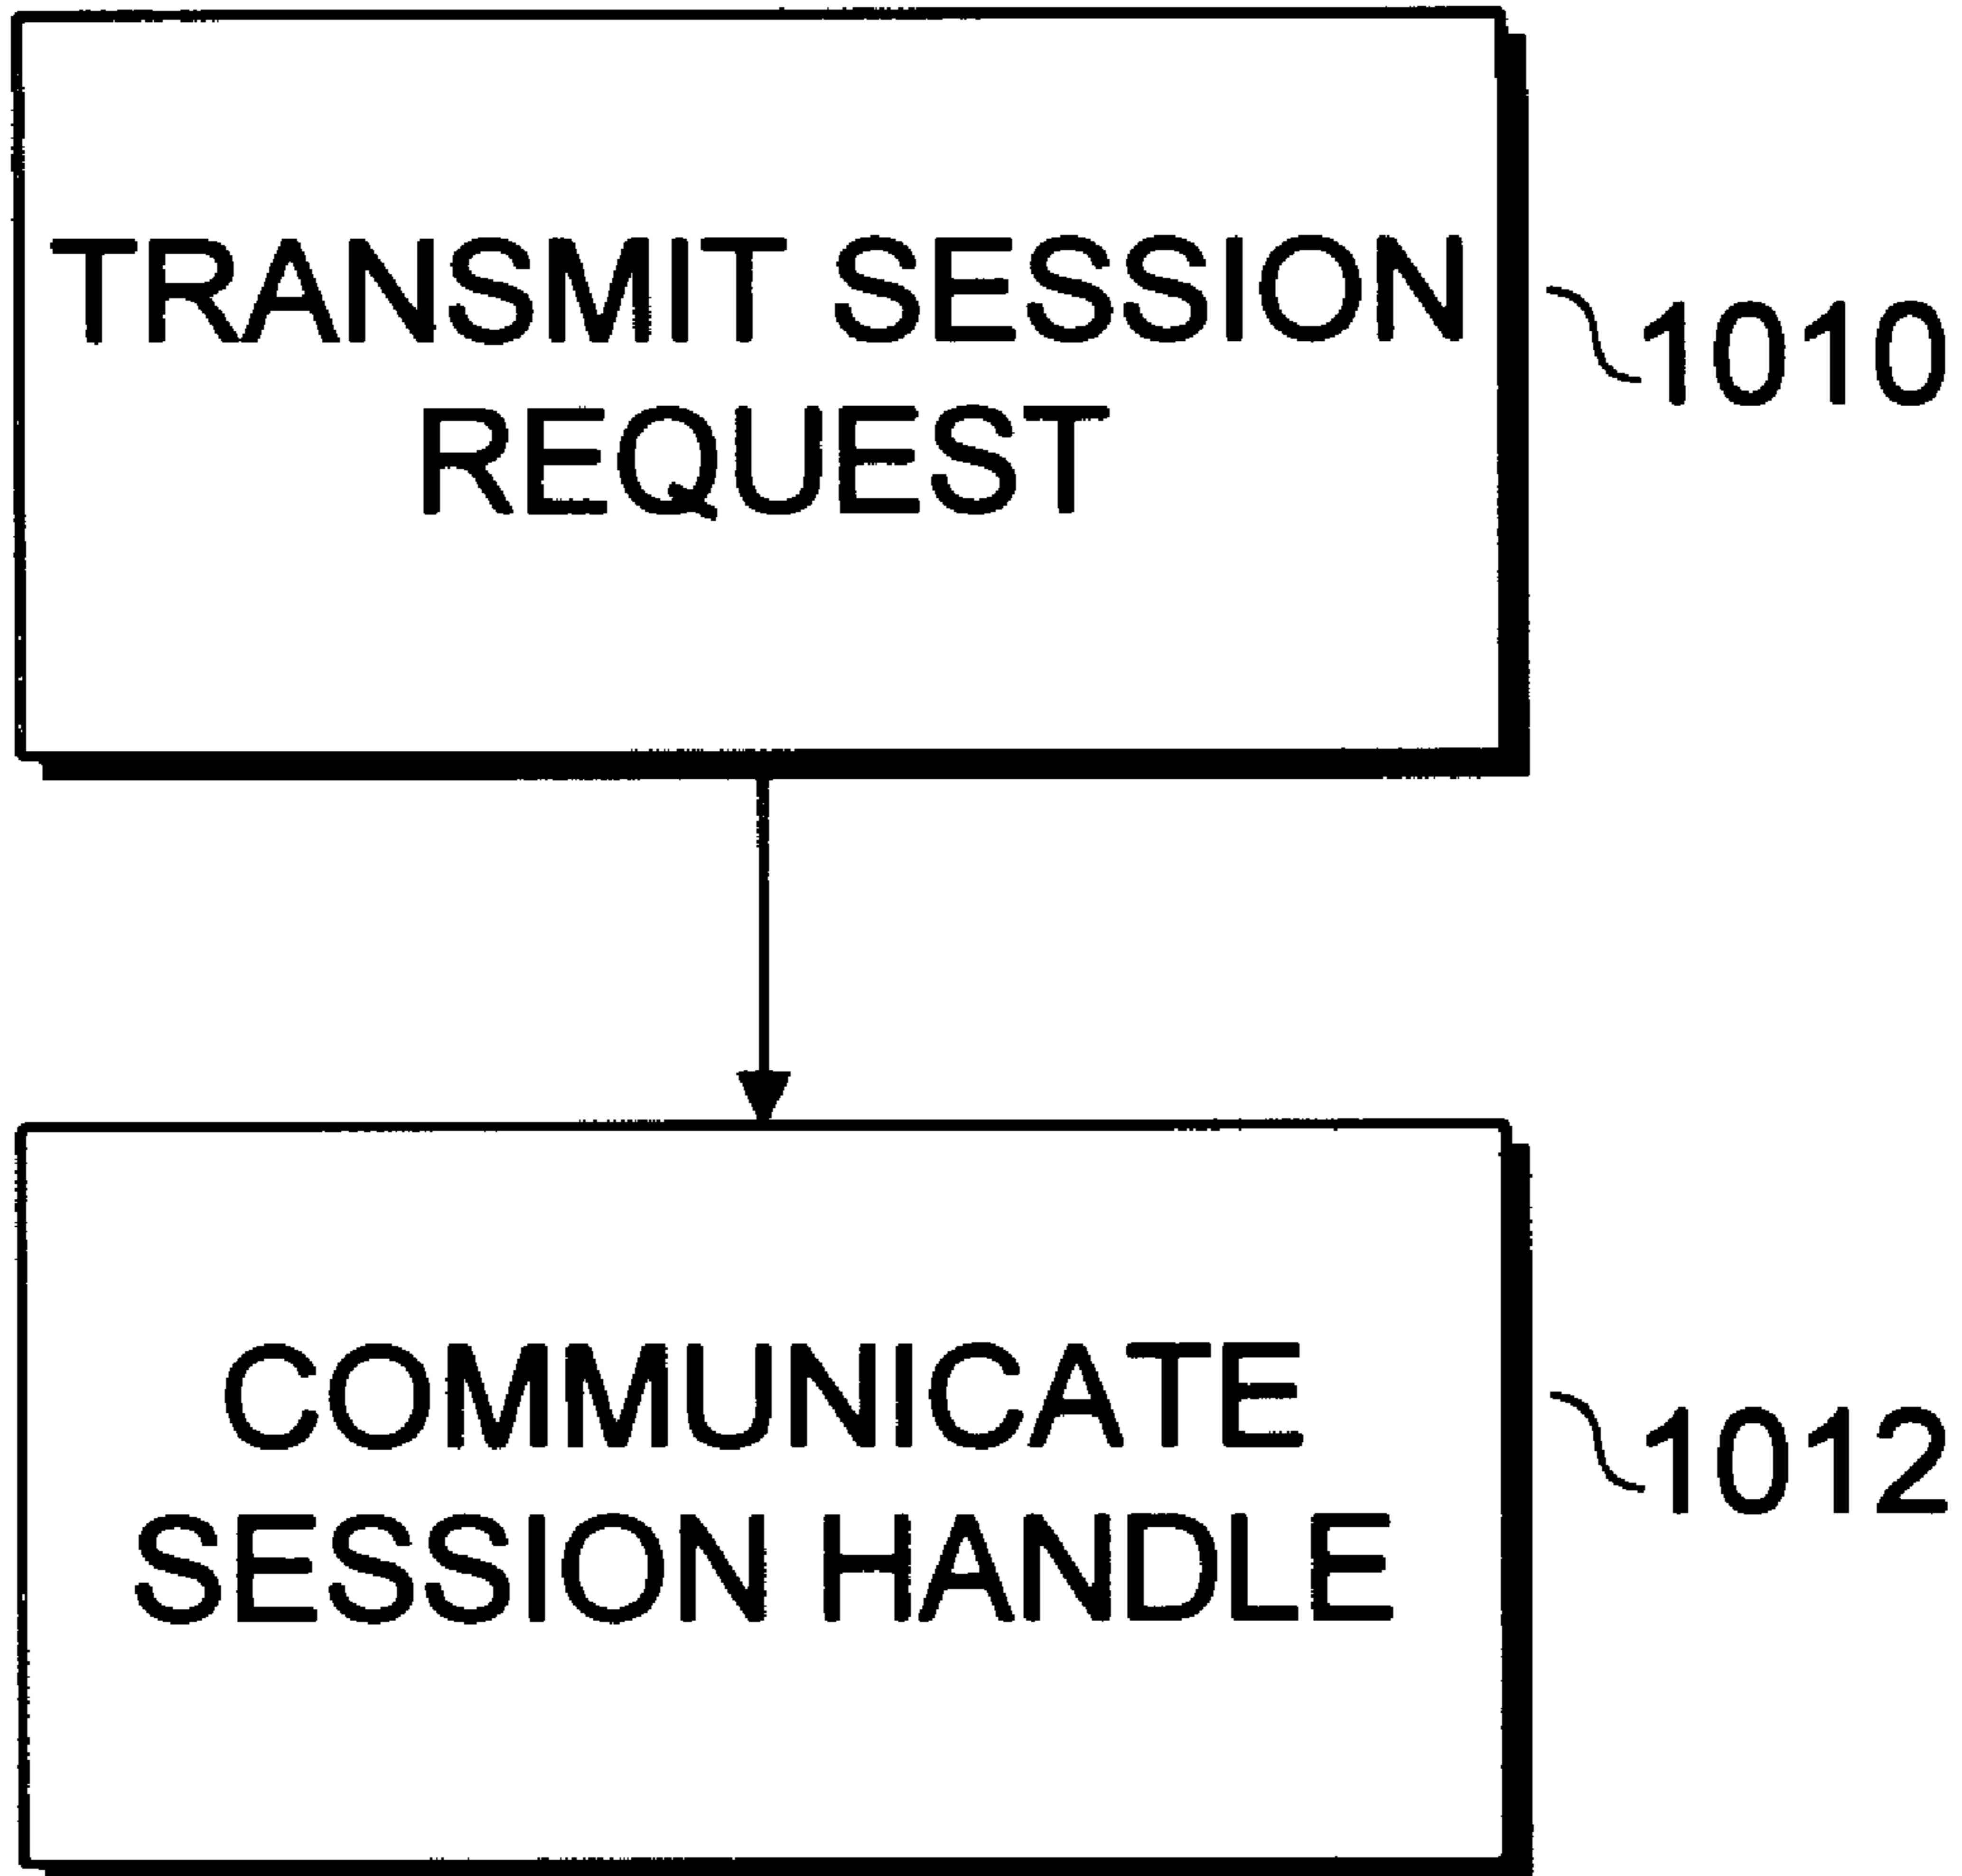 TRANSMIT SESSION
REQUEST
1010
COMMUNICATE
SESSION HANDLE
1012